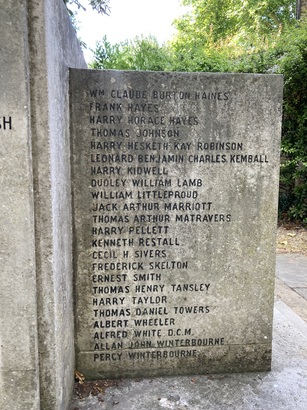 SH
WM CLAUDE BURTON HAINES
FRANK HAYES
HARRY HORACE HAYES
THOMAS JOHNSON
HARRY HESKETH KAY ROBINSON
LEONARD BENJAMIN CHARLES KEMBALL
HARRY KIDWELL
DUDLEY WILLIAM LAMB
WILLIAM LITTLEPROUD
JACK ARTHUR MARRIOTT
THOMAS ARTHUR MATRAVERS
HARRY PELLETT
KENNETH RESTALL
CECIL H. SIVERS
FREDERICK SKELTON
ERNEST SMITH
THOMAS HENRY TANSLEY
HARRY TAYLOR
THOMAS DANIEL TOWERS
ALBERT WHEELER
ALFRED WHITE D.C.M.
ALLAN JOHN WINTERBOURNE
PERCY WINTERBOURNE